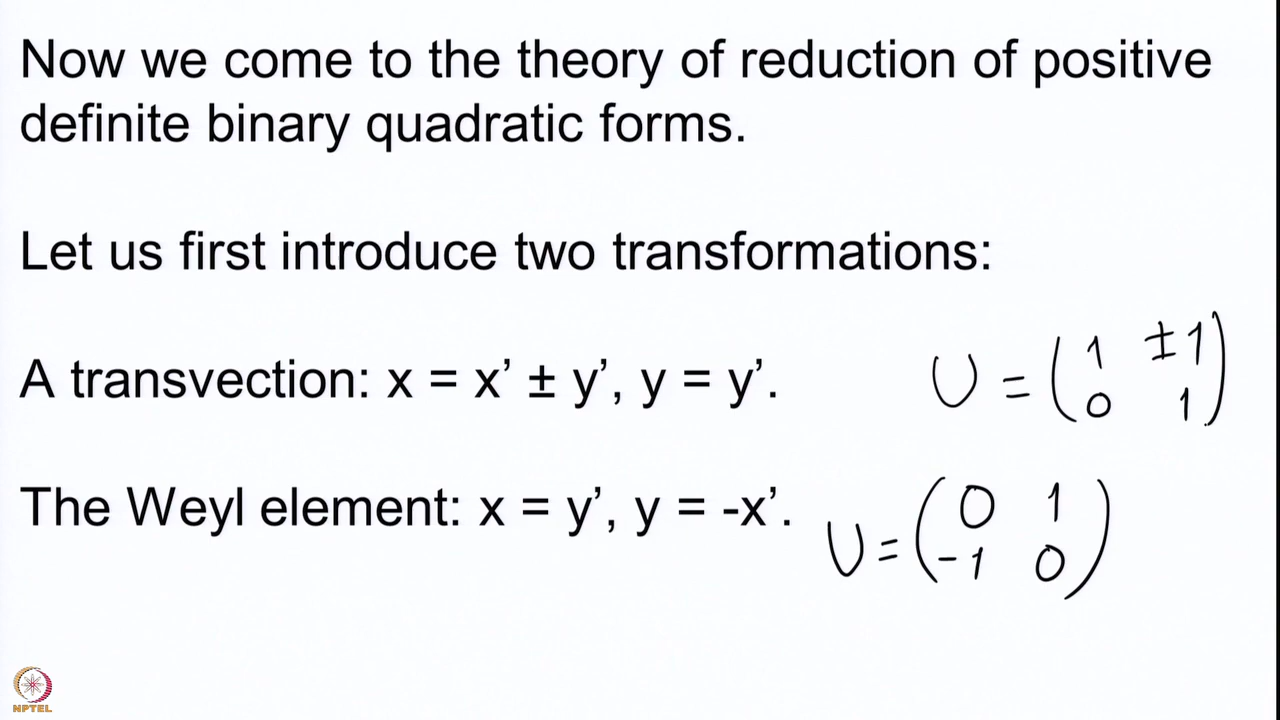 Now we come to the theory of reduction of positive
definite binary quadratic forms.
Let us first introduce two transformations:
A transvection: x = x’ ± y’, y = y’.
U = ( 1 ±1
0 1 )
The Weyl element: x = y’, y = -x’.
U = ( 0 1
-1 0 )
NPTEL